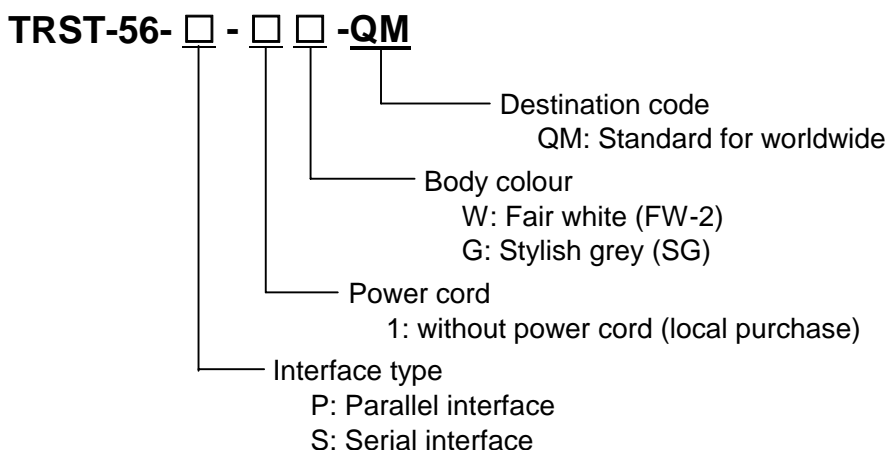 TRST-56- □ - □ □ -QM
Destination code
QM: Standard for worldwide
Body colour
W: Fair white (FW-2)
G: Stylish grey (SG)
Power cord
1: without power cord (local purchase)
Interface type
P: Parallel interface
S: Serial interface